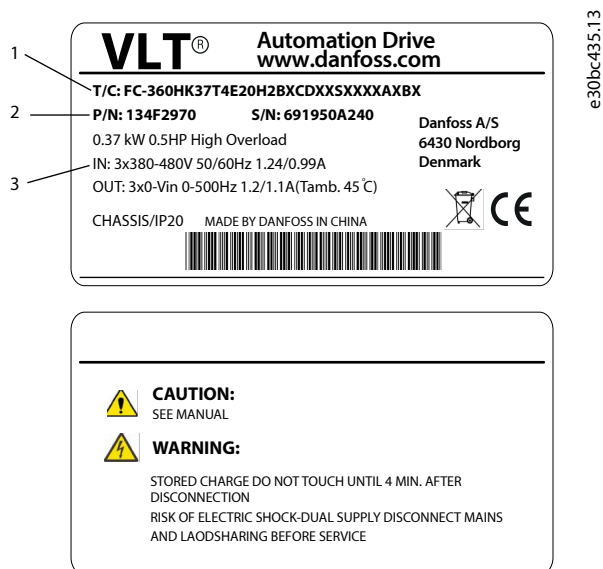 VLT® Automation Drive
www.danfoss.com
1
T/C: FC-360HK37T4E20H2BXCDXXSXXXXAXBX
2
P/N: 134F2970 S/N: 691950A240
Danfoss A/S
6430 Nordborg
Denmark
0.37 kW 0.5HP High Overload
3
IN: 3x380-480V 50/60Hz 1.24/0.99A
OUT: 3x0-Vin 0-500Hz 1.2/1.1A(Tamb. 45°C)
CHASSIS/IP20 MADE BY DANFOSS IN CHINA
CE
e30bc435.13
CAUTION:
SEE MANUAL
WARNING:
STORED CHARGE DO NOT TOUCH UNTIL 4 MIN. AFTER
DISCONNECTION
RISK OF ELECTRIC SHOCK-DUAL SUPPLY DISCONNECT MAINS
AND LAODSHARING BEFORE SERVICE